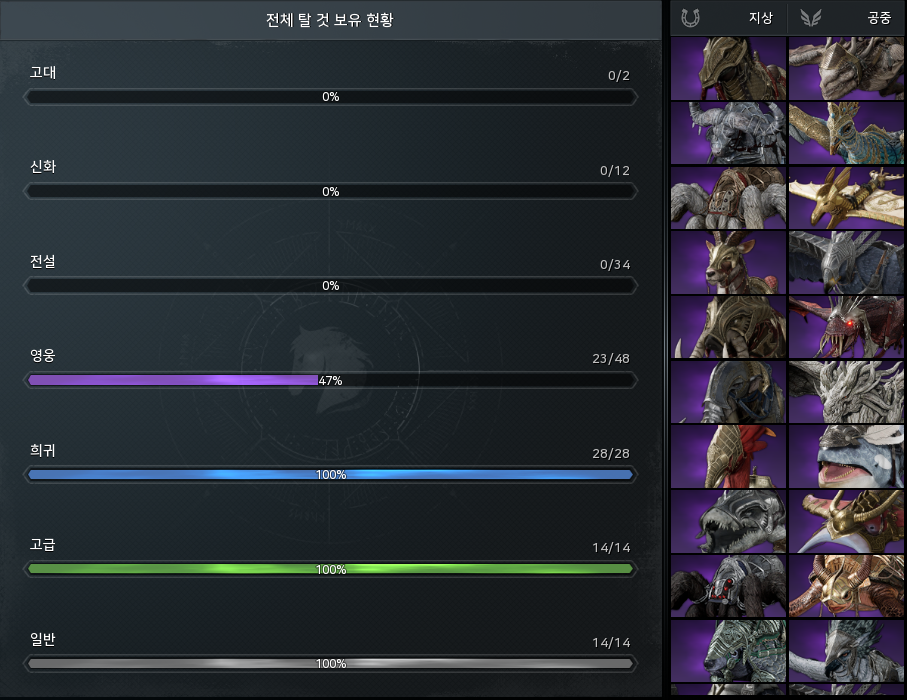 전체 탈 것 보유 현황
지상
공중
고대
0/2
0%
신화
0/12
0%
전설
0/34
0%
영웅
23/48
47%
희귀
28/28
100%
고급
14/14
100%
일반
14/14
100%